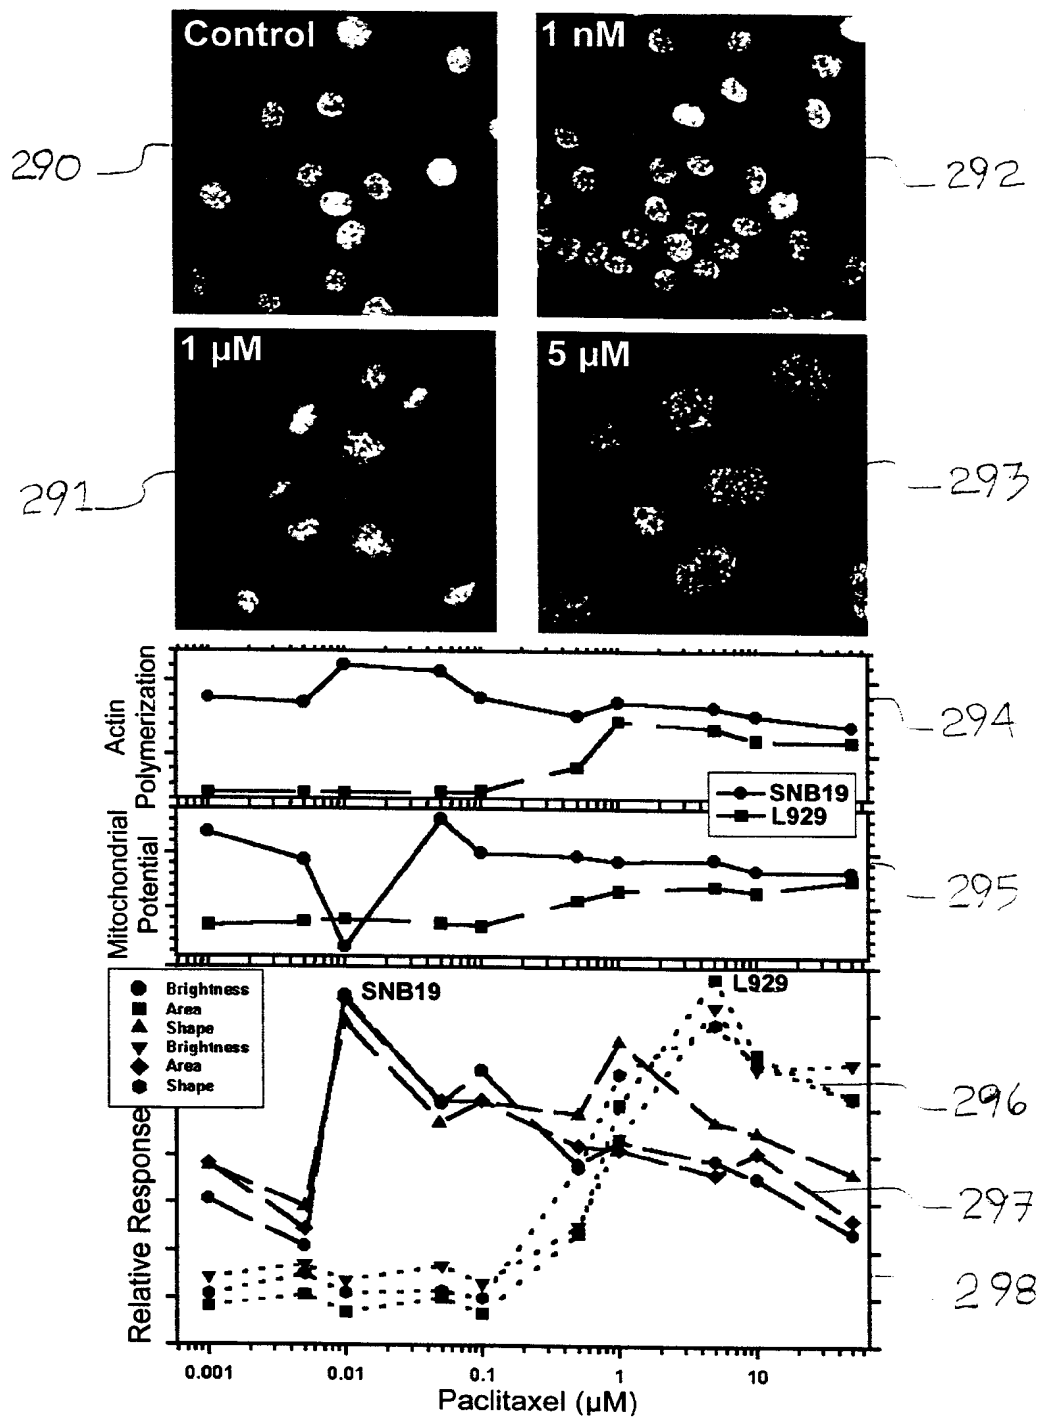 Control
1 nM
290
292
1 µM
5 µM
291
293
Actin
Polymerization
294
SNB19
L929
Mitochondrial
Potential
295
Brightness
Area
Shape
Brightness
Area
Shape
SNB19
L929
296
297
298
Relative Response
0.001
0.01
0.1
1
10
Paclitaxel (µM)